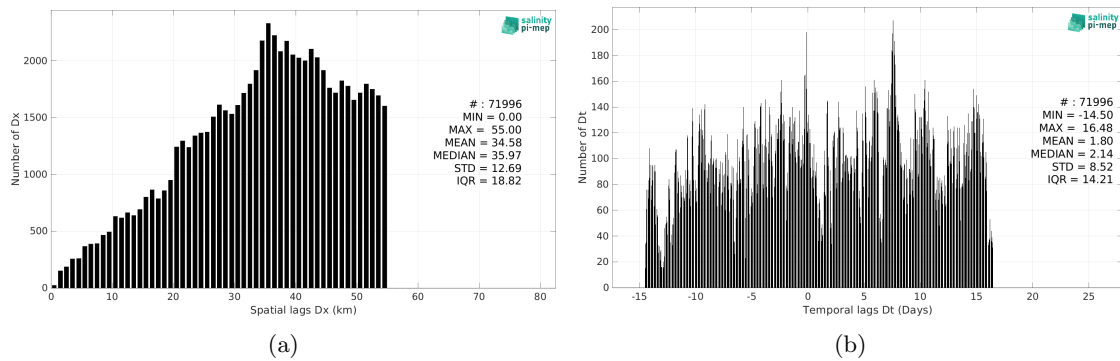 salinity
pi-mep
Number of Dx
2000
1500
1000
500
0
# : 71996
MIN = 0.00
MAX = 55.00
MEAN = 34.58
MEDIAN = 35.97
STD = 12.69
IQR = 18.82
0 10 20 30 40 50 60 70 80
Spatial lags Dx (km)
(a)
salinity
pi-mep
Number of Dt
200
180
160
140
120
100
80
60
40
20
0
# : 71996
MIN = -14.50
MAX = 16.48
MEAN = 1.80
MEDIAN = 2.14
STD = 8.52
IQR = 14.21
-15 -10 -5 0 5 10 15 20 25
Temporal lags Dt (Days)
(b)